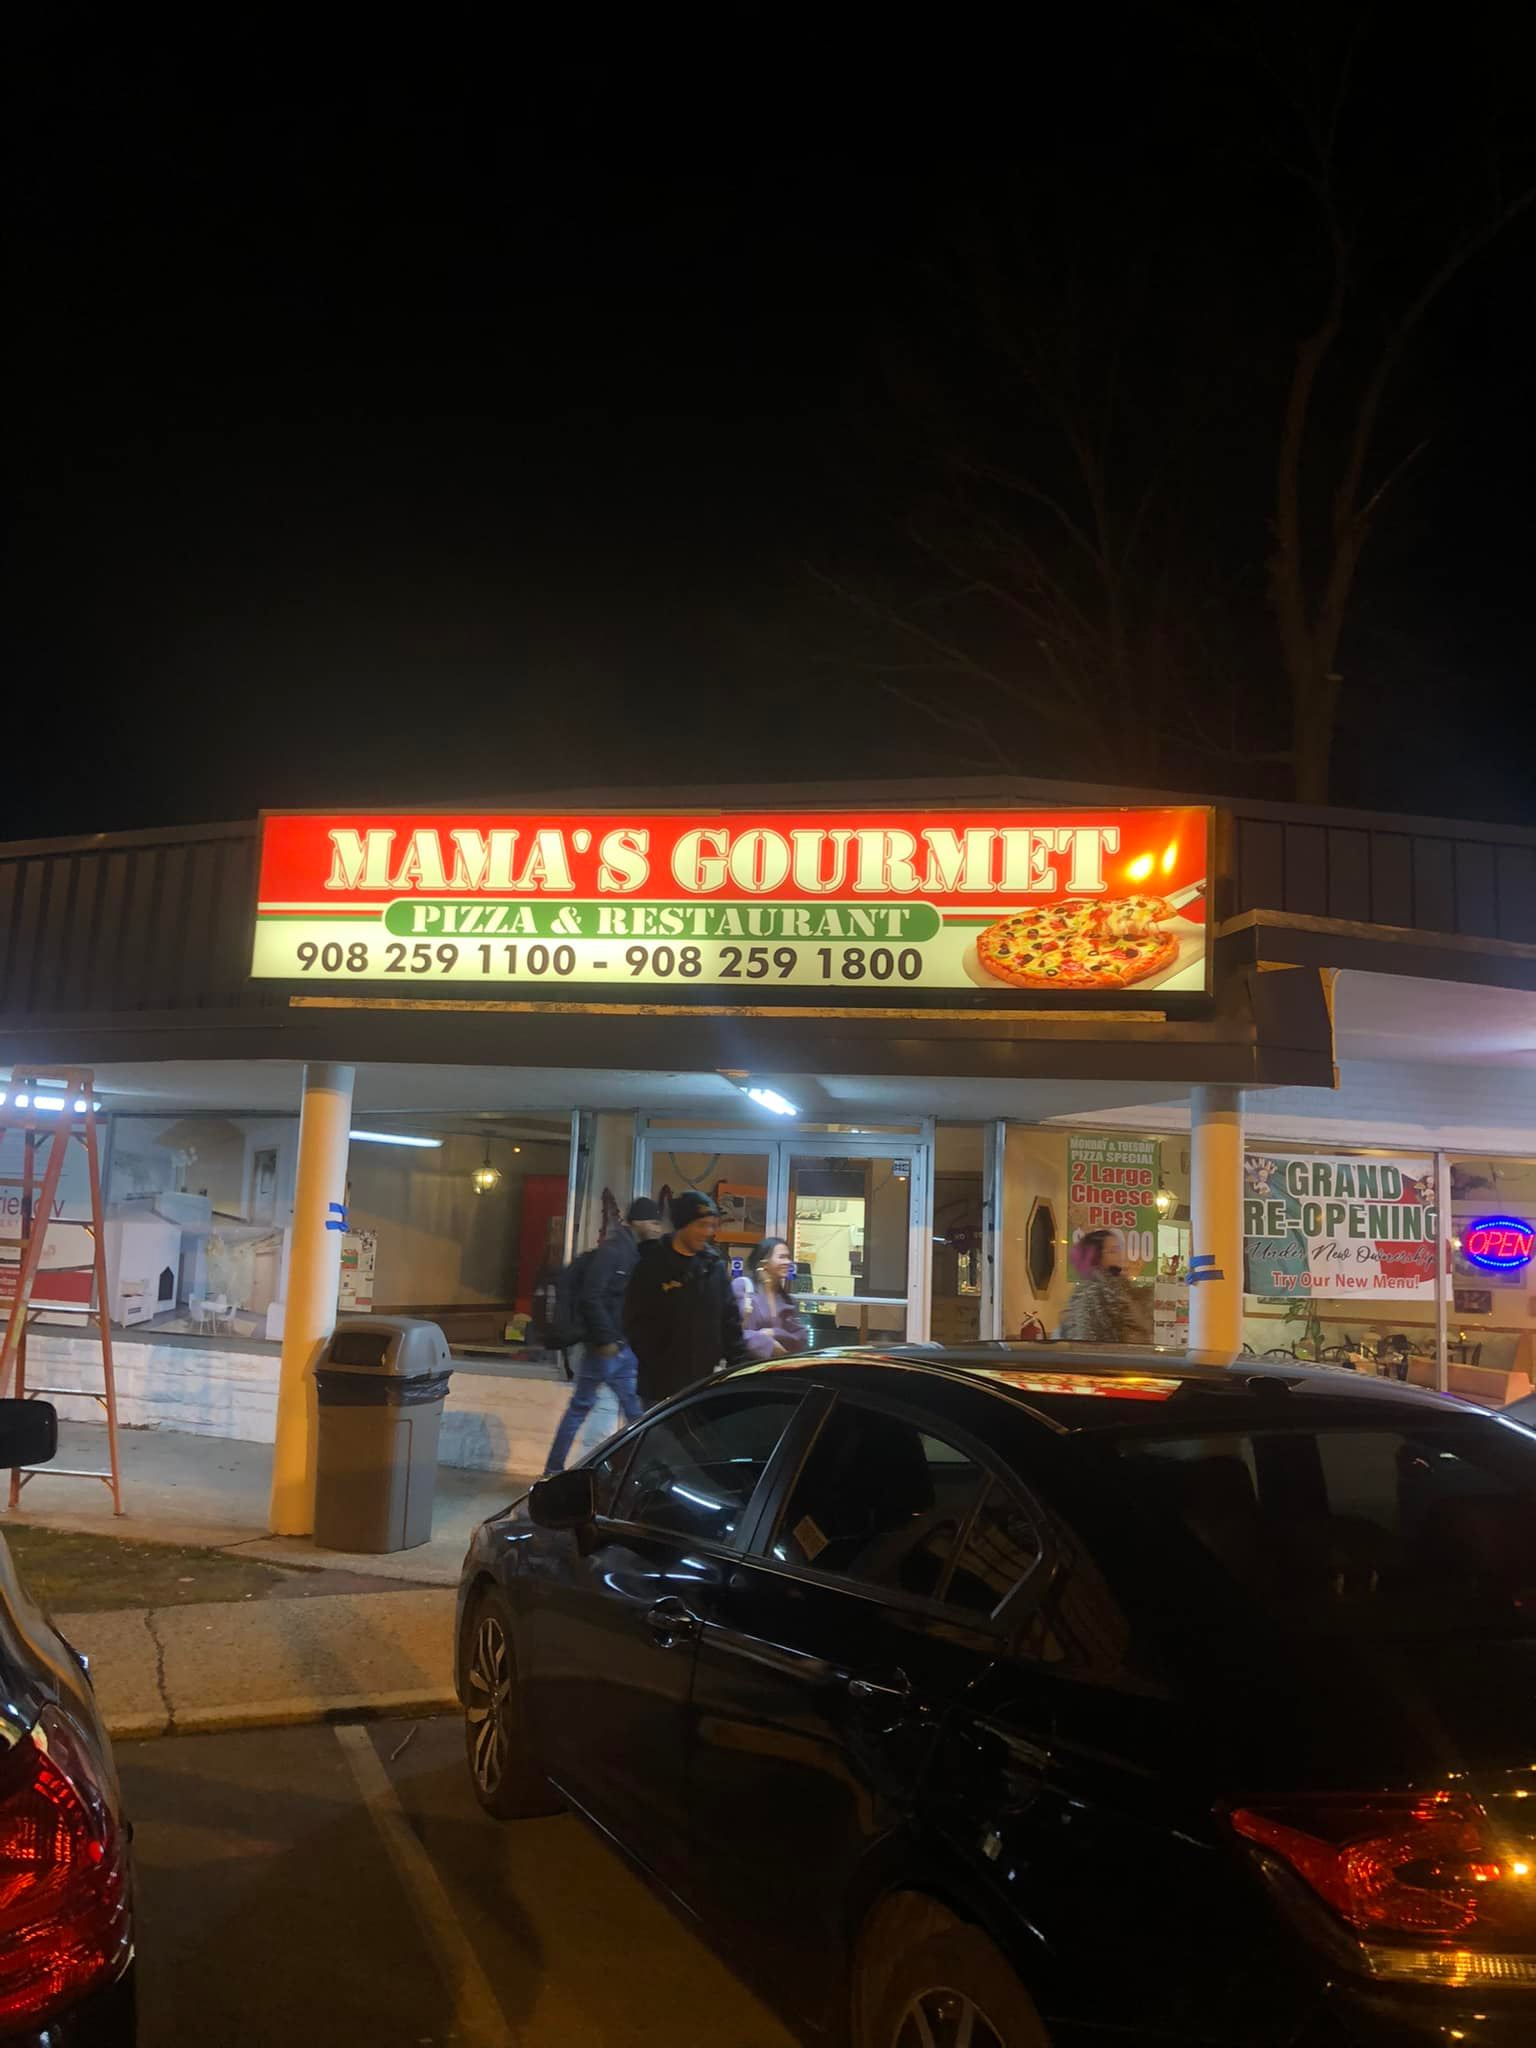 MAMA'S GOURMET
PIZZA & RESTAURANT
908 259 1100 - 908 259 1800
MONDAY & TUESDAY
PIZZA SPECIAL
2 Large
Cheese
Pies
GRAND
RE-OPENING
Under New Ownership
Try Our New Menu!
OPEN